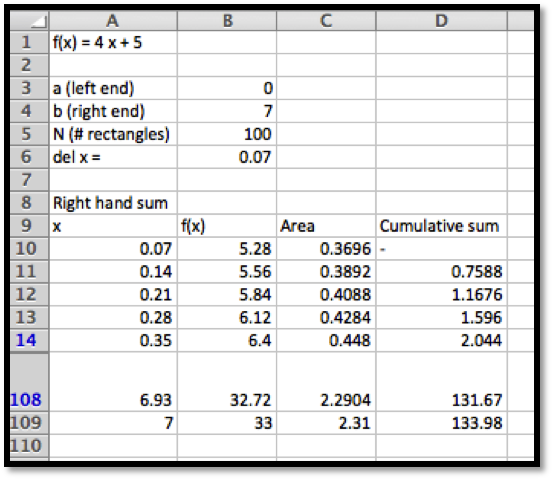 A B C D
1 f(x) = 4 x + 5
2
3 a (left end) 0
4 b (right end) 7
5 N (# rectangles) 100
6 del x = 0.07
7
8 Right hand sum
9 x f(x) Area Cumulative sum
10 0.07 5.28 0.3696 -
11 0.14 5.56 0.3892 0.7588
12 0.21 5.84 0.4088 1.1676
13 0.28 6.12 0.4284 1.596
14 0.35 6.4 0.448 2.044
108 6.93 32.72 2.2904 131.67
109 7 33 2.31 133.98
110